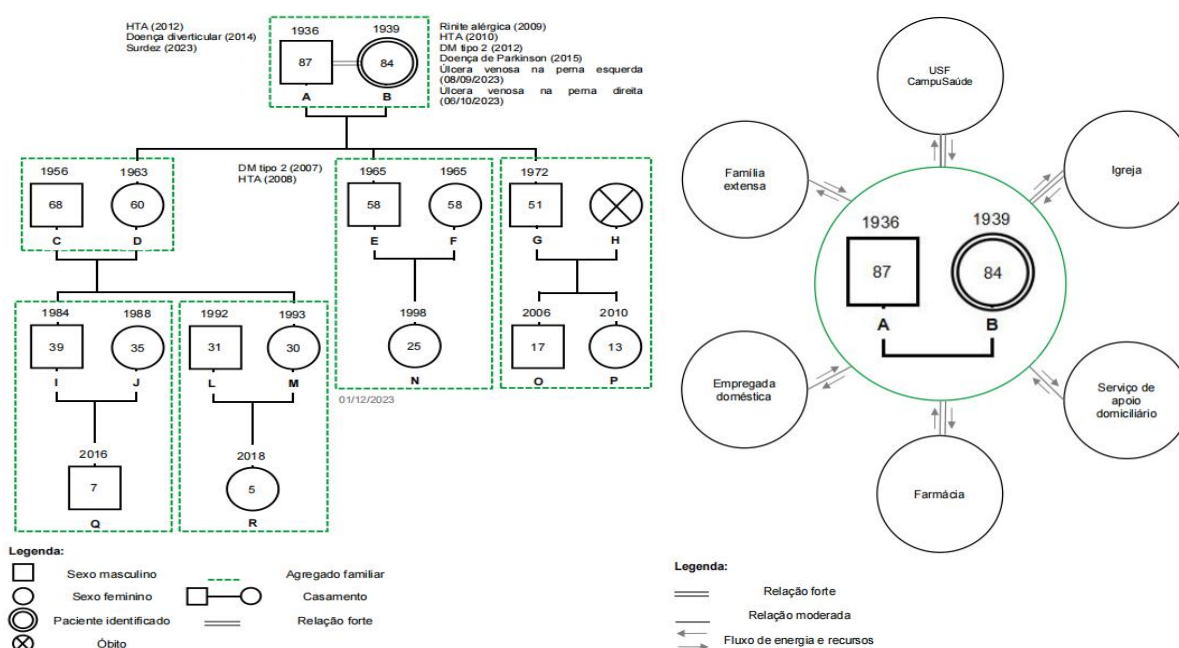 HTA (2012)
Doença diverticular (2014)
Surdez (2023)
1936
1939
87
84
A
B
Rinite alérgica (2009)
HTA (2010)
DM tipo 2 (2012)
Doença de Parkinson (2015)
Úlcera venosa na perna esquerda
(08/09/2023)
Úlcera venosa na perna direita
(06/10/2023)
DM tipo 2 (2007)
HTA (2008)
1956
1963
68
60
C
D
1965
1965
58
58
E
F
1972
51
G
H
1984
1988
39
35
I
J
1992
1993
31
30
L
M
1998
25
N
2006
2010
17
13
O
P
01/12/2023
2016
7
Q
2018
5
R
Legenda:
Sexo masculino
Sexo feminino
Paciente identificado
Óbito
Agregado familiar
Casamento
Relação forte
USF
CampuSaúde
Família
extensa
Igreja
1936
1939
87
84
A
B
Empregada
doméstica
Serviço de
apoio
domiciliário
Farmácia
Legenda:
Relação forte
Relação moderada
Fluxo de energia e recursos